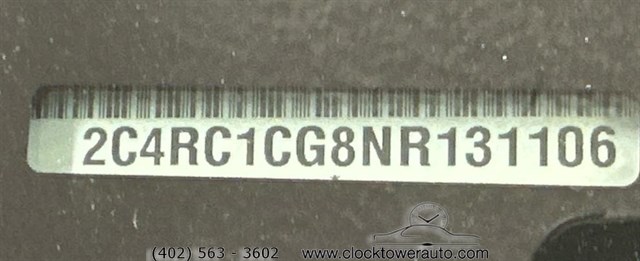 2C4RC1CG8NR131106
(402) 563 - 3602 www.clocktowerauto.com